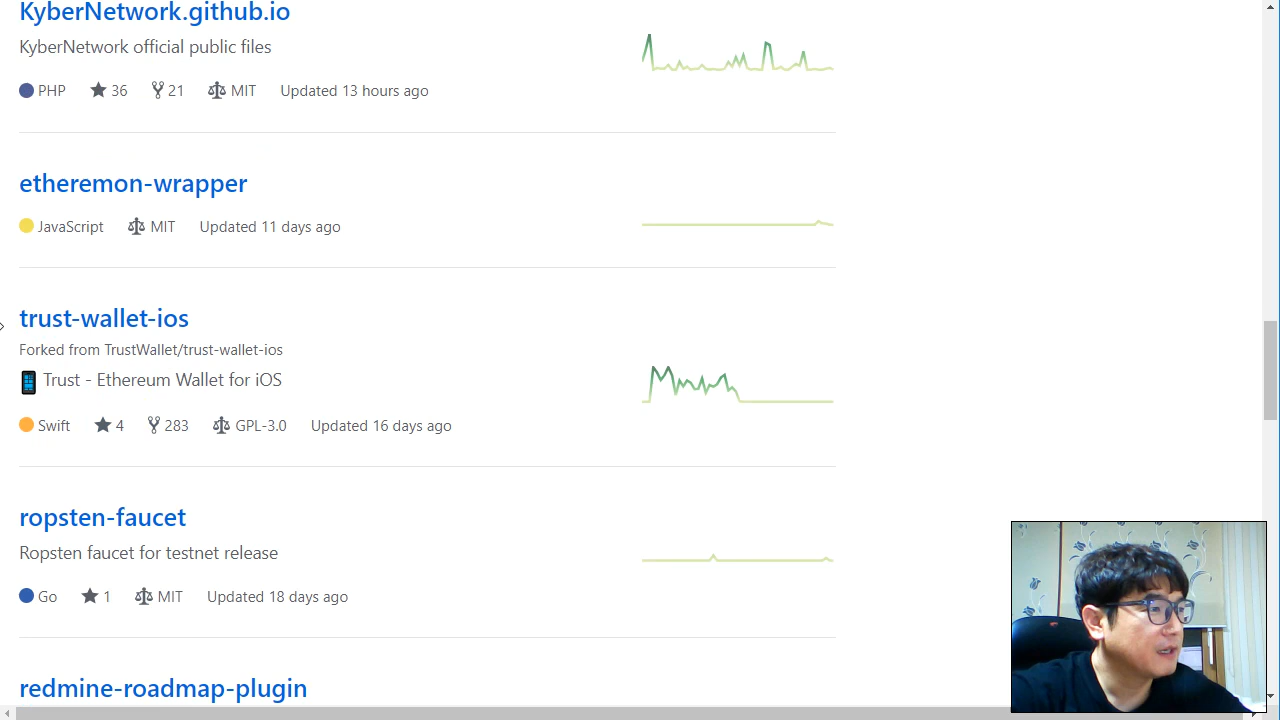 KyberNetwork.github.io
KyberNetwork official public files
PHP 36 21 MIT Updated 13 hours ago
etheremon-wrapper
JavaScript MIT Updated 11 days ago
trust-wallet-ios
Forked from TrustWallet/trust-wallet-ios
Trust - Ethereum Wallet for iOS
Swift 4 283 GPL-3.0 Updated 16 days ago
ropsten-faucet
Ropsten faucet for testnet release
Go 1 MIT Updated 18 days ago
redmine-roadmap-plugin